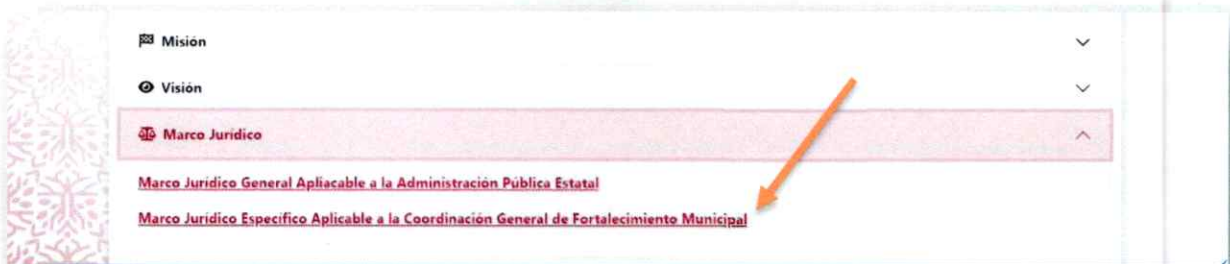 Misión
Visión
Marco Jurídico
Marco Jurídico General Apliacable a la Administración Pública Estatal
Marco Jurídico Específico Aplicable a la Coordinación General de Fortalecimiento Municipal